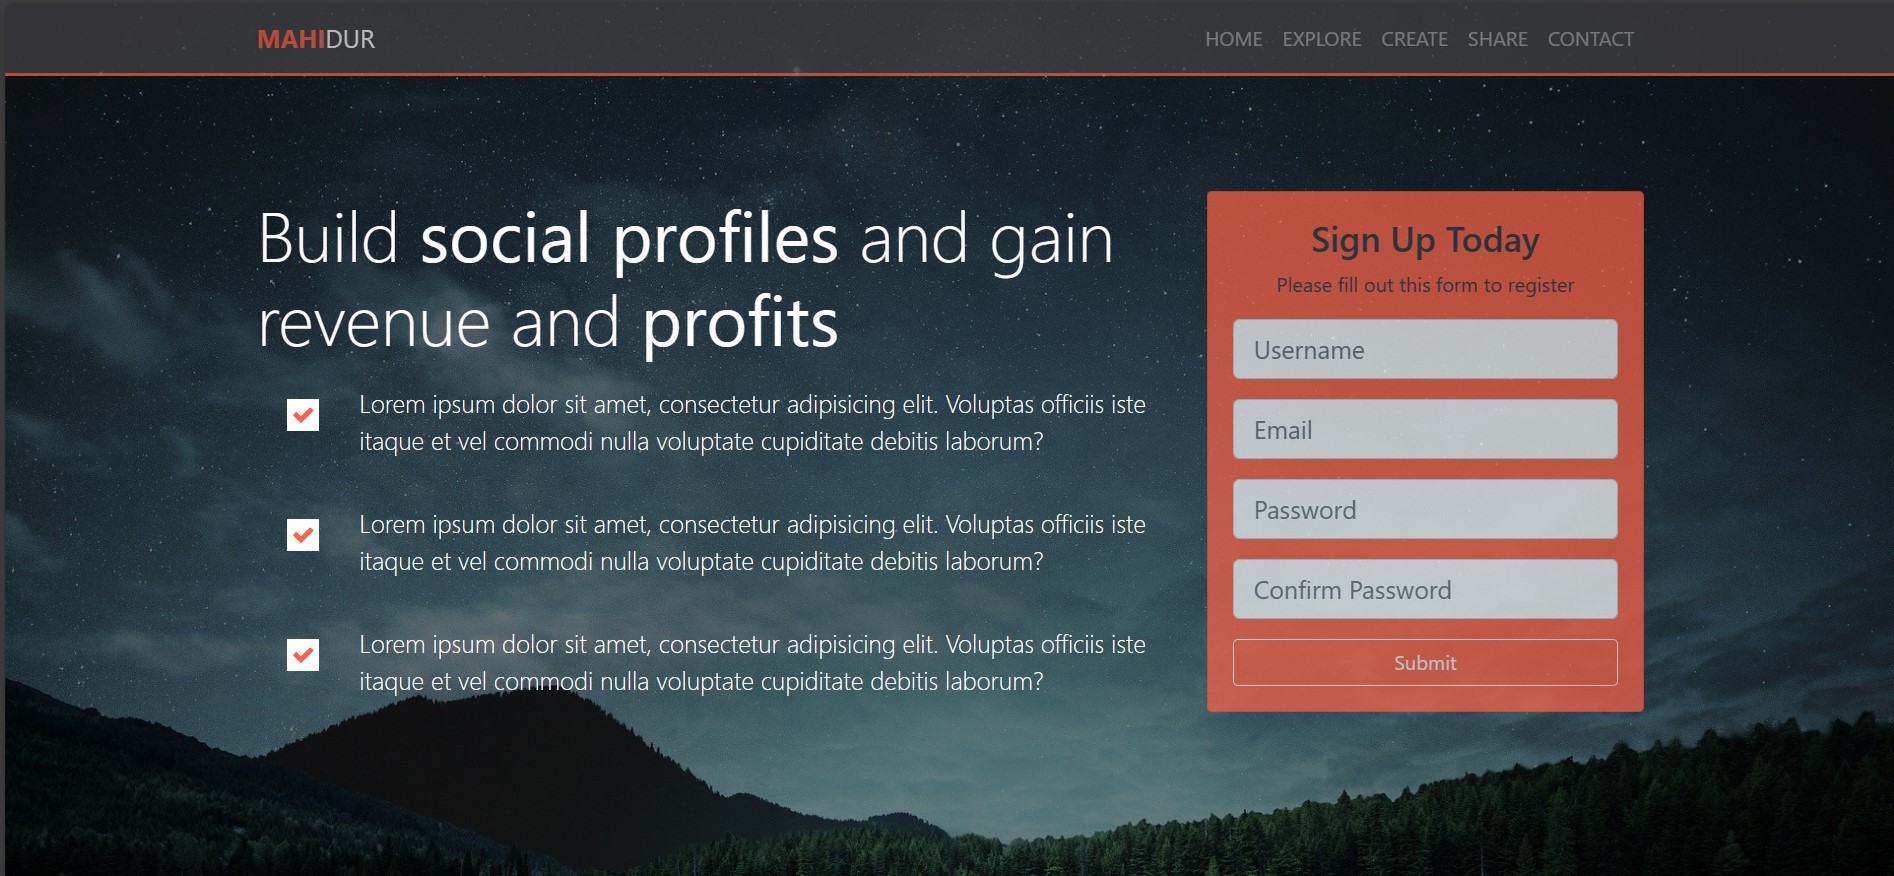 MAHIDUR
HOME EXPLORE CREATE SHARE CONTACT
Build social profiles and gain
revenue and profits
Lorem ipsum dolor sit amet, consectetur adipisicing elit. Voluptas officiis iste
itaque et vel commodi nulla voluptate cupiditate debitis laborum?
Lorem ipsum dolor sit amet, consectetur adipisicing elit. Voluptas officiis iste
itaque et vel commodi nulla voluptate cupiditate debitis laborum?
Lorem ipsum dolor sit amet, consectetur adipisicing elit. Voluptas officiis iste
itaque et vel commodi nulla voluptate cupiditate debitis laborum?
Sign Up Today
Please fill out this form to register
Username
Email
Password
Confirm Password
Submit